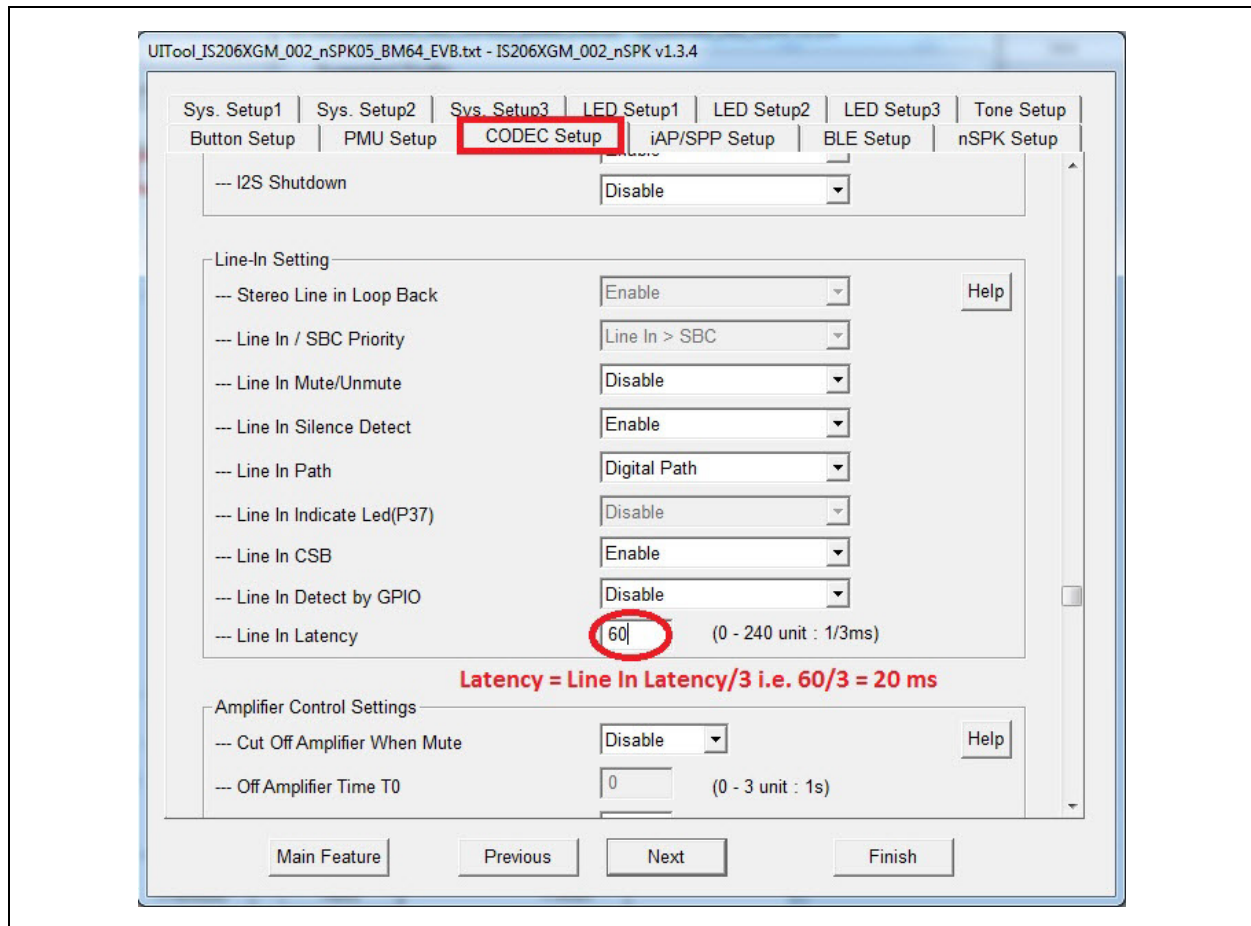 UITool_IS206XGM_002_nSPK05_BM64_EVB.txt - IS206XGM_002_nSPK v1.3.4
Sys. Setup1 Sys. Setup2 Sys. Setup3 LED Setup1 LED Setup2 LED Setup3 Tone Setup
Button Setup PMU Setup CODEC Setup iAP/SPP Setup BLE Setup nSPK Setup
--- I2S Shutdown Disable
Line-In Setting
--- Stereo Line in Loop Back Enable Help
--- Line In / SBC Priority Line In > SBC
--- Line In Mute/Unmute Disable
--- Line In Silence Detect Enable
--- Line In Path Digital Path
--- Line In Indicate Led(P37) Disable
--- Line In CSB Enable
--- Line In Detect by GPIO Disable
--- Line In Latency 60 (0 - 240 unit : 1/3ms)
Latency = Line In Latency/3 i.e. 60/3 = 20 ms
Amplifier Control Settings
--- Cut Off Amplifier When Mute Disable Help
--- Off Amplifier Time T0 0 (0 - 3 unit : 1s)
Main Feature Previous Next Finish